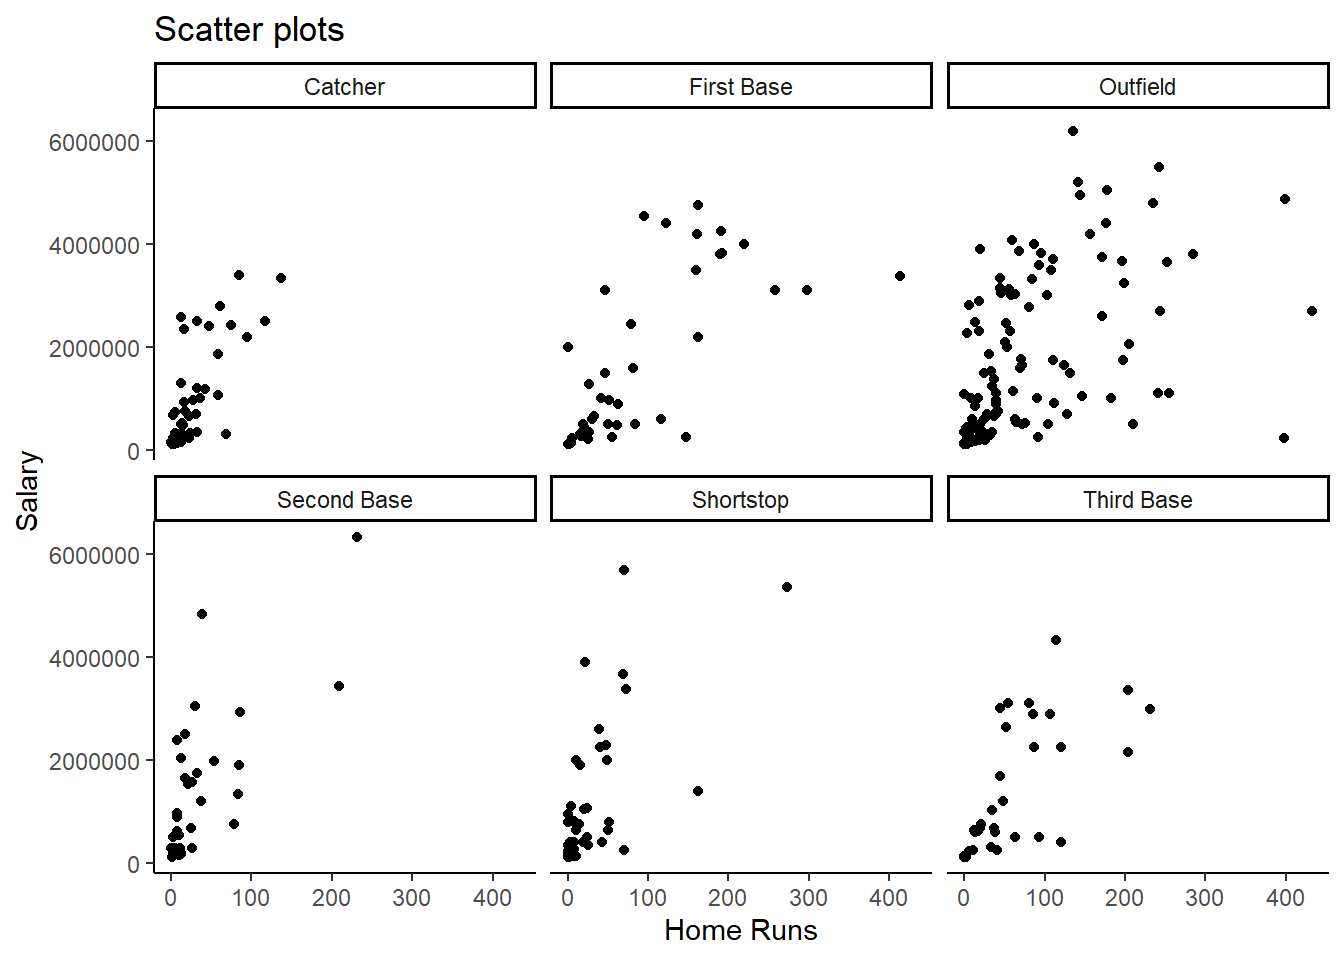 Scatter plots
Catcher
First Base
Outfield
6000000
4000000
2000000
0
Salary
Second Base
Shortstop
Third Base
6000000
4000000
2000000
0
0 100 200 300 400
0 100 200 300 400
0 100 200 300 400
Home Runs